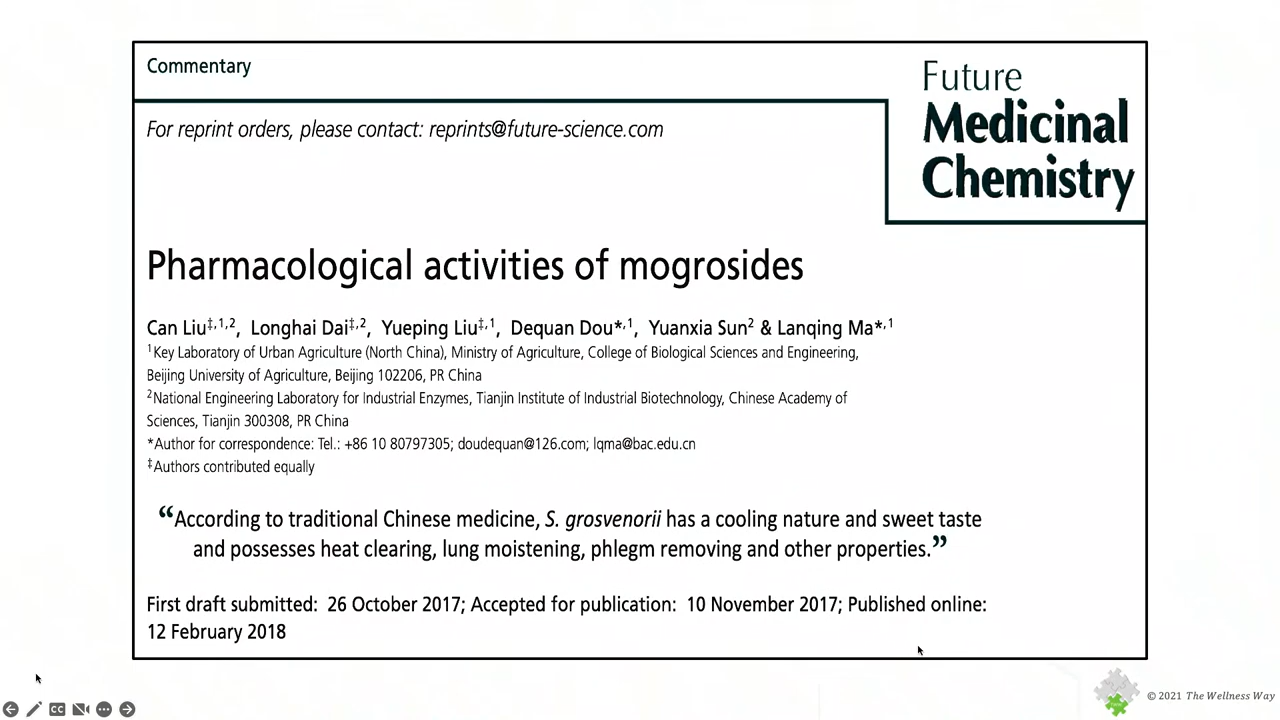 Commentary
Future
Medicinal
Chemistry
For reprint orders, please contact: reprints@future-science.com
Pharmacological activities of mogrosides
Can Liu‡,1,2, Longhai Dai‡,2, Yueping Liu‡,1, Dequan Dou*,1, Yuanxia Sun2 & Lanqing Ma*,1
1Key Laboratory of Urban Agriculture (North China), Ministry of Agriculture, College of Biological Sciences and Engineering,
Beijing University of Agriculture, Beijing 102206, PR China
2National Engineering Laboratory for Industrial Enzymes, Tianjin Institute of Industrial Biotechnology, Chinese Academy of
Sciences, Tianjin 300308, PR China
*Author for correspondence: Tel.: +86 10 80797305; doudequan@126.com; lqma@bac.edu.cn
‡Authors contributed equally
“According to traditional Chinese medicine, S. grosvenorii has a cooling nature and sweet taste
and possesses heat clearing, lung moistening, phlegm removing and other properties.”
First draft submitted: 26 October 2017; Accepted for publication: 10 November 2017; Published online:
12 February 2018
CC
© 2021 The Wellness Way